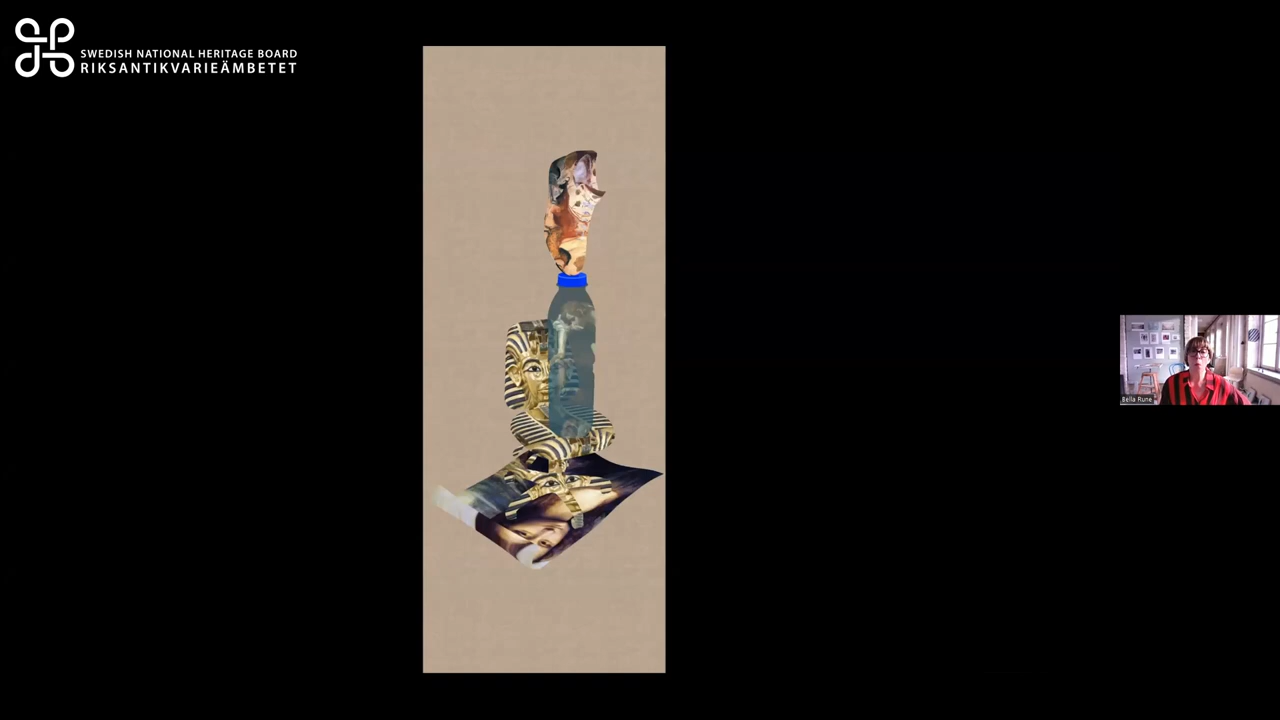 SWEDISH NATIONAL HERITAGE BOARD
RIKSANTIKVARIEÄMBETET
Bella Rune